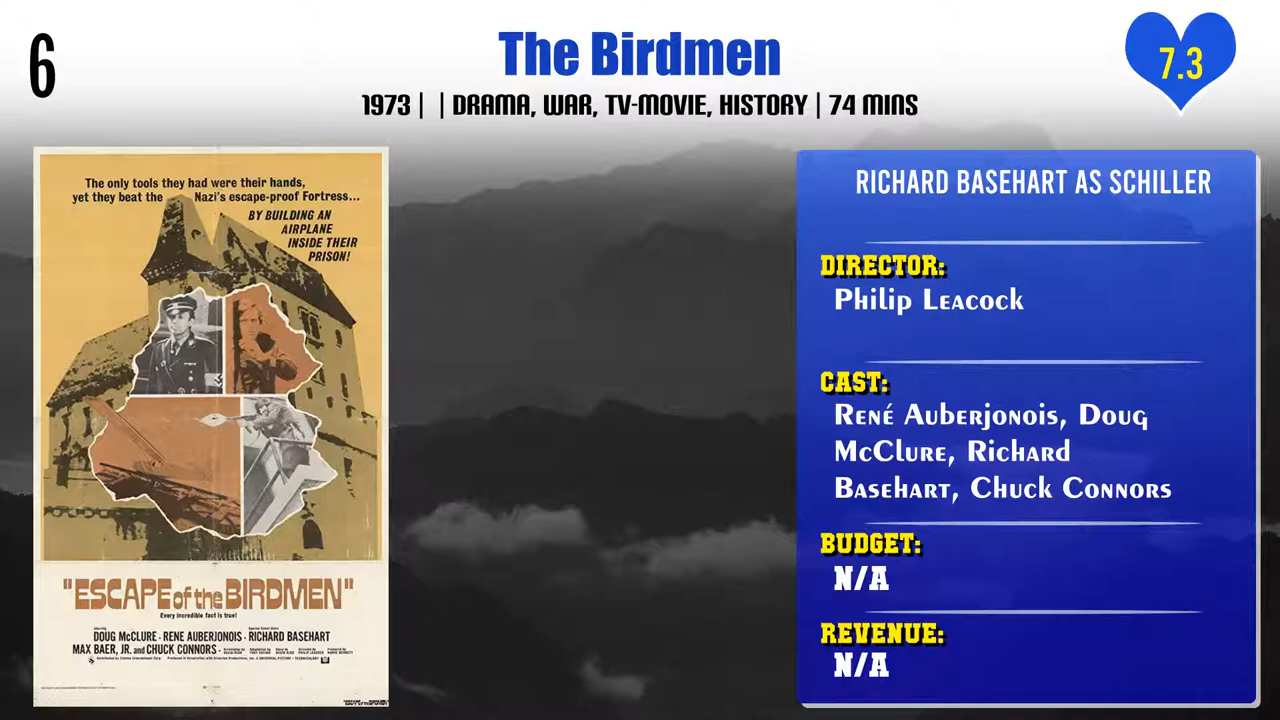 6
The Birdmen
7.3
1973 | | DRAMA, WAR, TV-MOVIE, HISTORY | 74 MINS
The only tools they had were their hands,
yet they beat the Nazi's escape-proof Fortress...
BY BUILDING AN
AIRPLANE
INSIDE THEIR
PRISON!
"ESCAPE of the BIRDMEN"
Every incredible fact is true!
DOUG McCLURE · RENE AUBERJONOIS · RICHARD BASEHART
MAX BAER, JR. and CHUCK CONNORS
RICHARD BASEHART AS SCHILLER
DIRECTOR:
Philip Leacock
CAST:
René Auberjonois, Doug
McClure, Richard
Basehart, Chuck Connors
BUDGET:
N/A
REVENUE:
N/A